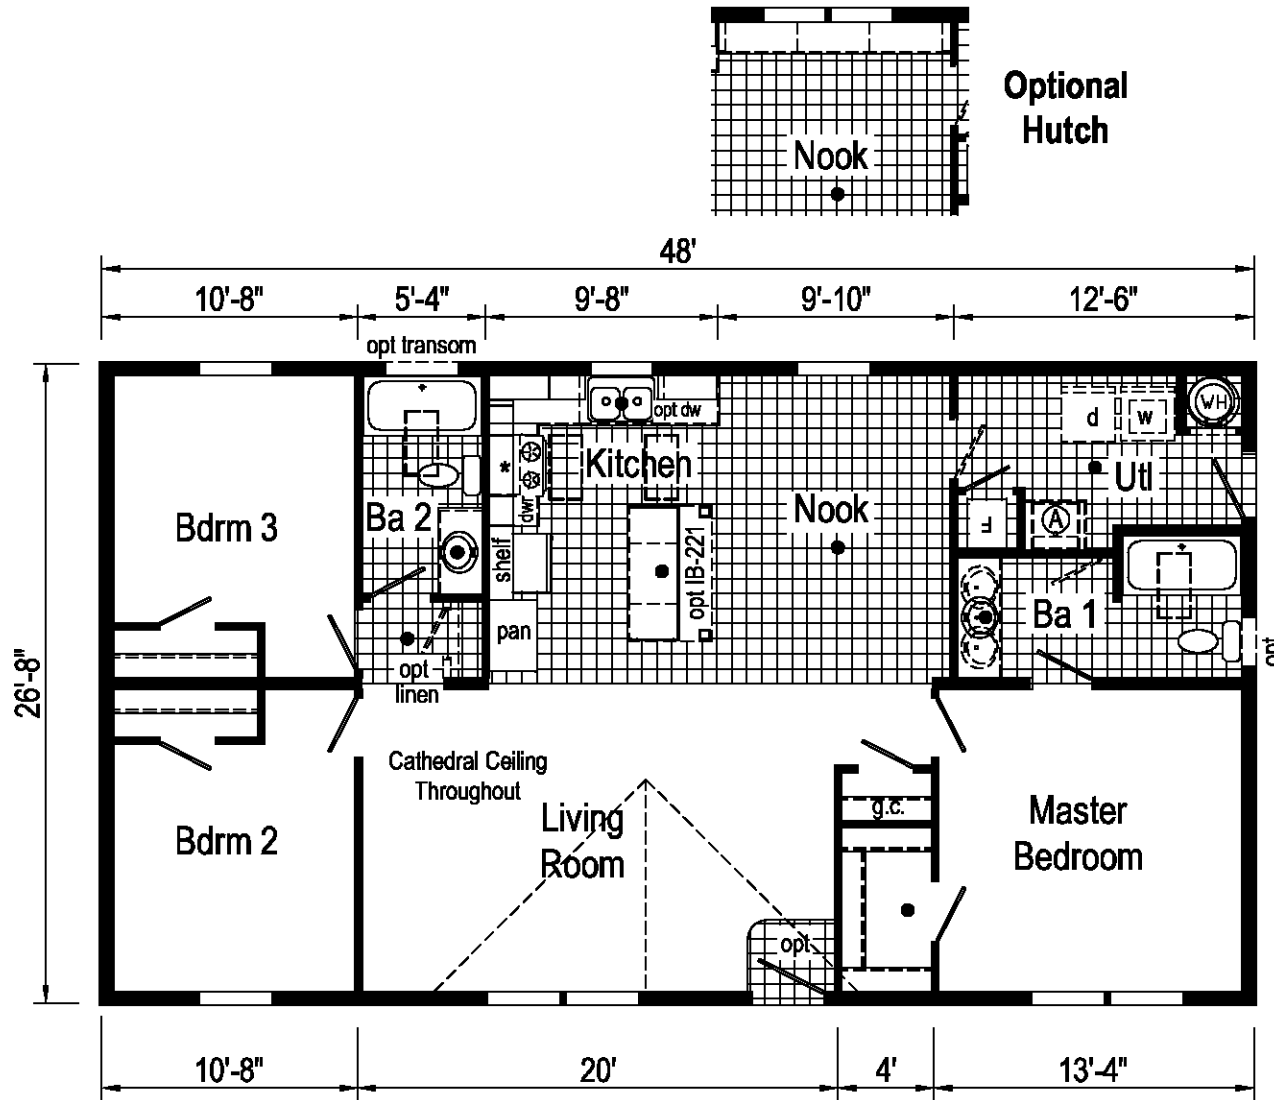 Optional
Hutch
Nook
48'
10'-8"
5'-4"
9'-8"
9'-10"
12'-6"
opt transom
26'-8"
Bdrm 3
Ba 2
opt
linen
Kitchen
opt dw
*
dwr
shelf
pan
opt IB-221
Nook
d
w
WH
Utl
F
A
Ba 1
opt
Bdrm 2
Cathedral Ceiling
Throughout
Living
Room
opt
g.c.
Master
Bedroom
10'-8"
20'
4'
13'-4"